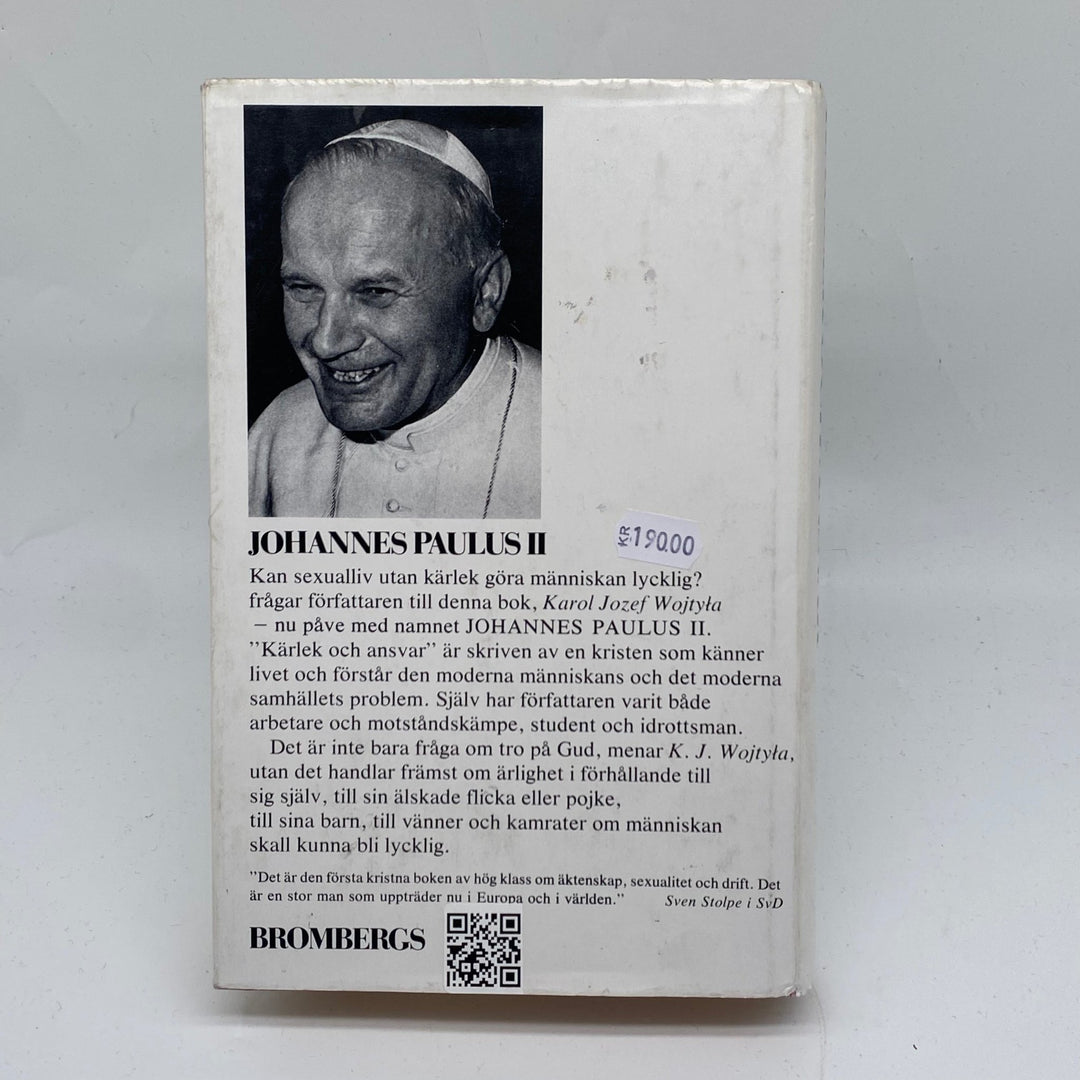 JOHANNES PAULUS II
KR 190.00
Kan sexualliv utan kärlek göra människan lycklig?
frågar författaren till denna bok, Karol Jozef Wojtyła
– nu påve med namnet JOHANNES PAULUS II.
”Kärlek och ansvar” är skriven av en kristen som känner
livet och förstår den moderna människans och det moderna
samhällets problem. Själv har författaren varit både
arbetare och motståndskämpe, student och idrottsman.
Det är inte bara fråga om tro på Gud, menar K. J. Wojtyła,
utan det handlar främst om ärlighet i förhållande till
sig själv, till sin älskade flicka eller pojke,
till sina barn, till vänner och kamrater om människan
skall kunna bli lycklig.
”Det är den första kristna boken av hög klass om äktenskap, sexualitet och drift. Det
är en stor man som uppträder nu i Europa och i världen.” Sven Stolpe i SvD
BROMBERGS